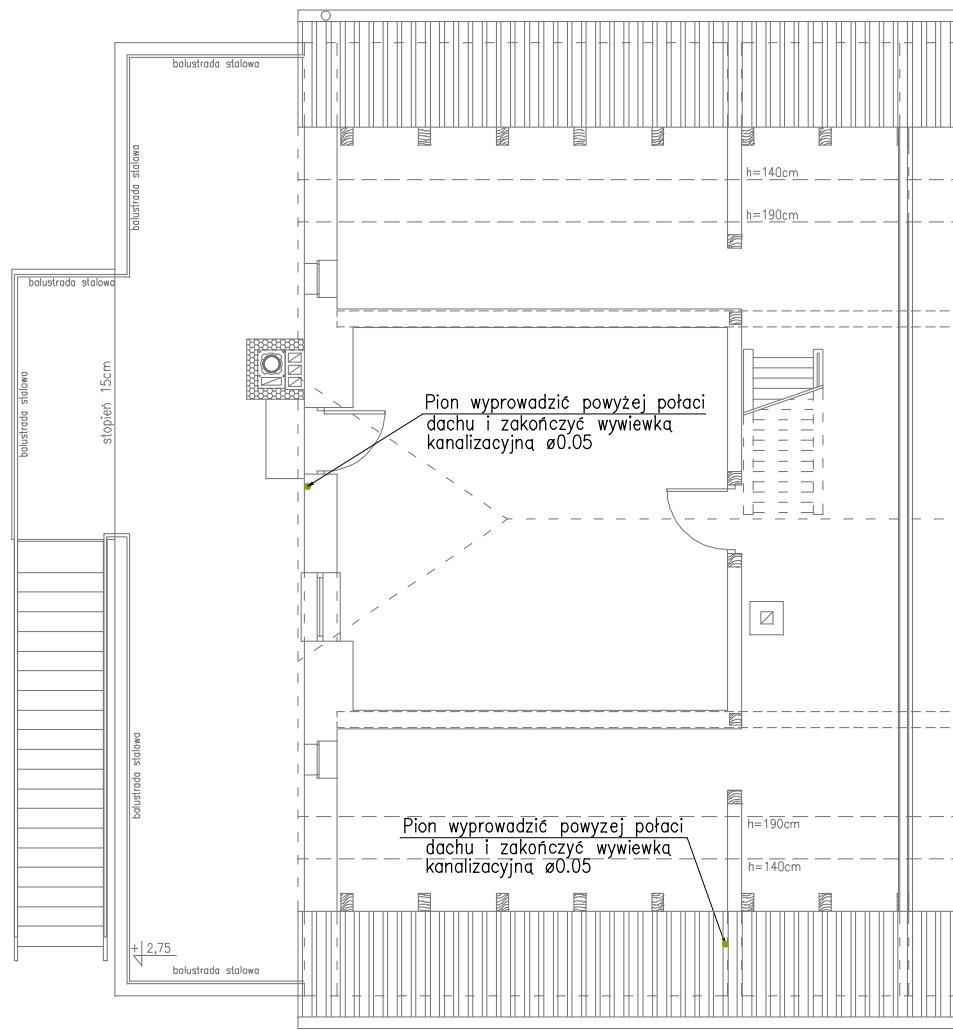 balustrada stalowa
balustrada stalowa
h=140cm
h=190cm
balustrada stalowa
balustrada stalowa
stopień 15cm
Pion wyprowadzić powyżej połaci
dachu i zakończyć wywiewką
kanalizacyjną ø0.05
balustrada stalowa
h=190cm
Pion wyprowadzić powyzej połaci
dachu i zakończyć wywiewką
kanalizacyjną ø0.05
h=140cm
+ 2,75
balustrada stalowa